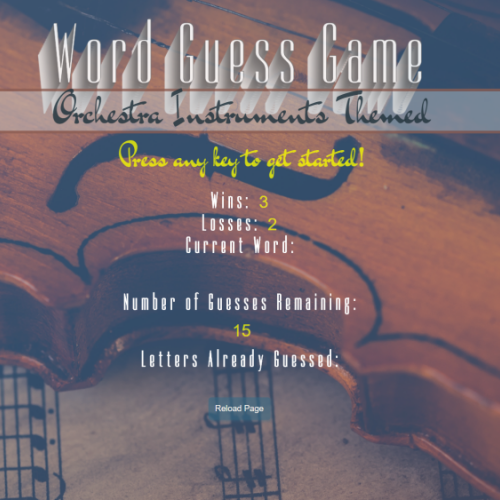 Word Guess Game
Orchestra Instruments Themed
Press any key to get started!
Wins: 3
Losses: 2
Current Word:
Number of Guesses Remaining:
15
Letters Already Guessed:
Reload Page